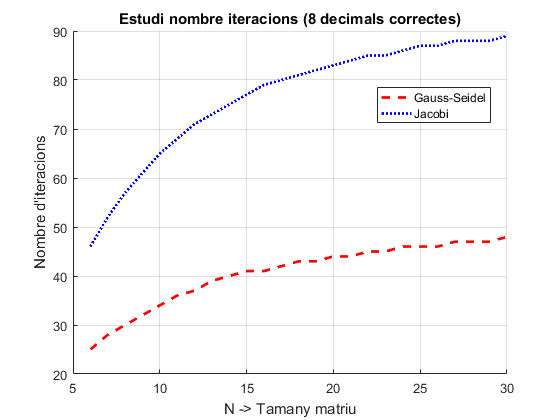 Estudi nombre iteracions (8 decimals correctes)
90
80
70
60
50
40
30
20
Nombre d'iteracions
Gauss-Seidel
Jacobi
5
10
15
20
25
30
N -> Tamany matriu